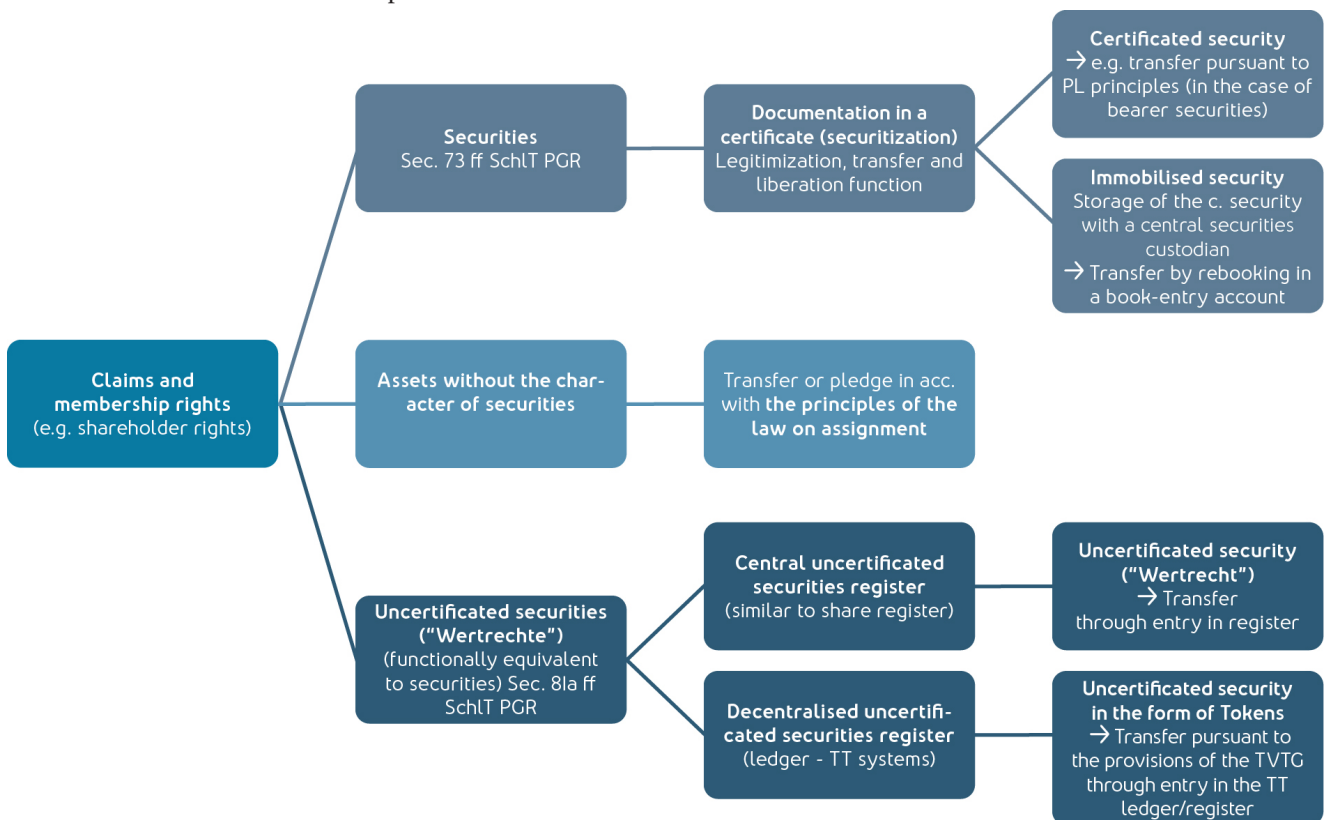 Certificated security
→ e.g. transfer pursuant to
PL principles (in the case of
bearer securities)
Securities
Sec. 73 ff SchlT PGR
Documentation in a
certificate (securitization)
Legitimization, transfer and
liberation function
Immobilised security
Storage of the c. security
with a central securities
custodian
→ Transfer by rebooking in
a book-entry account
Claims and
membership rights
(e.g. shareholder rights)
Assets without the char-
acter of securities
Transfer or pledge in acc.
with the principles of the
law on assignment
Uncertificated securities
("Wertrechte")
(functionally equivalent
to securities) Sec. 81a ff
SchlT PGR
Central uncertificated
securities register
(similar to share register)
Uncertificated security
("Wertrecht")
→ Transfer
through entry in register
Decentralised uncertifi-
cated securities register
(ledger - TT systems)
Uncertificated security
in the form of Tokens
→ Transfer pursuant to
the provisions of the TVTG
through entry in the TT
ledger/register